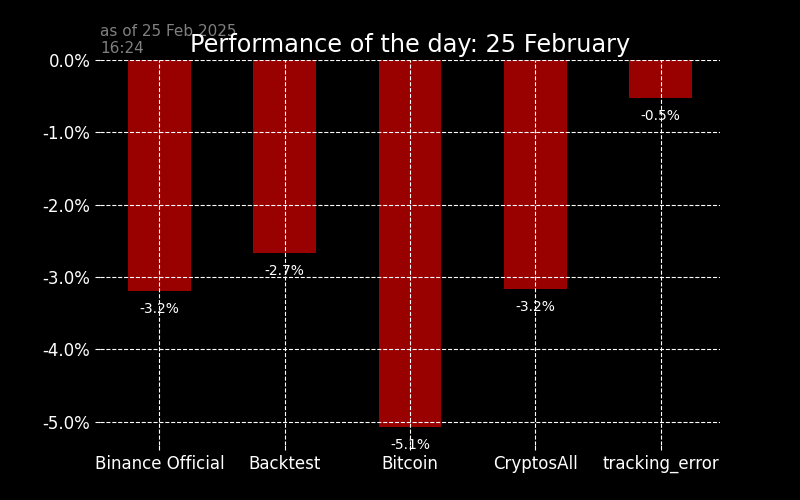 as of 25 Feb 2025
16:24
Performance of the day: 25 February
0.0%
-1.0%
-2.0%
-3.0%
-4.0%
-5.0%
-3.2%
-2.7%
-5.1%
-3.2%
-0.5%
Binance Official
Backtest
Bitcoin
CryptosAll
tracking_error